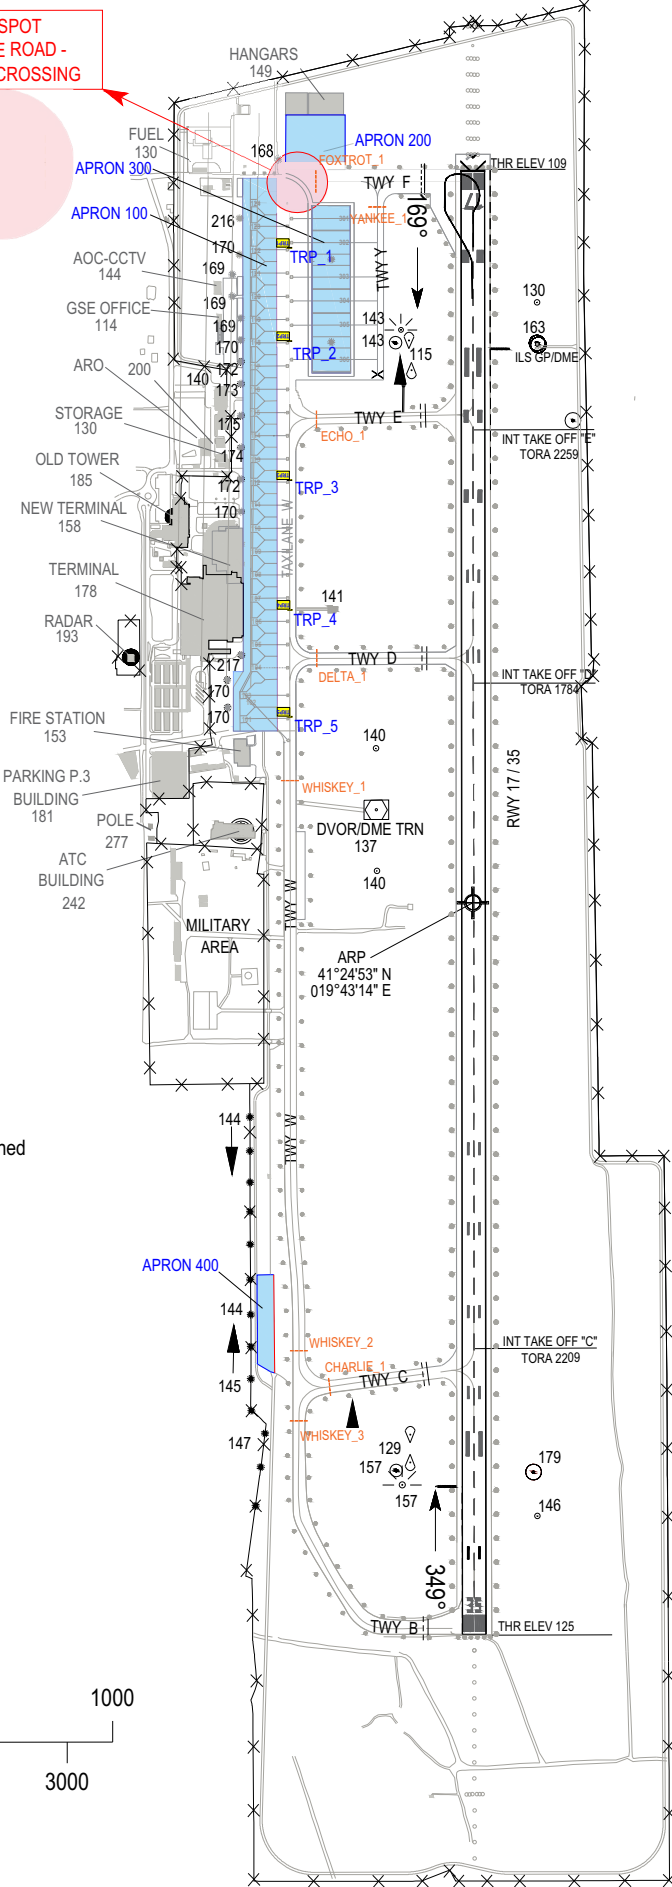 SPOT
E ROAD -
CROSSING
HANGARS
149
FUEL
130
168
APRON 200
APRON 300
FOXTROT_1
THR ELEV 109
TWY F
17
APRON 100
YANKEE_1
169°
216
170
TRP_1
TWY Y
AOC-CCTV
144
169
130
169
GSE OFFICE
114
143
163
169
143
115
ILS GP/DME
170
TRP_2
ARO
172
200
140
173
STORAGE
130
175
TWY E
ECHO_1
INT TAKE OFF "E"
TORA 2259
OLD TOWER
185
174
172
TRP_3
NEW TERMINAL
158
170
TAXILANE W
TERMINAL
178
141
RADAR
193
TRP_4
TWY D
217
DELTA_1
INT TAKE OFF "D"
TORA 1784
170
FIRE STATION
153
170
TRP_5
140
PARKING P.3
BUILDING
181
WHISKEY_1
RWY 17 / 35
POLE
277
DVOR/DME TRN
137
ATC
BUILDING
242
140
TWY W
MILITARY
AREA
ARP
41°24'53" N
019°43'14" E
144
ned
TWY W
APRON 400
144
WHISKEY_2
INT TAKE OFF "C"
TORA 2209
145
CHARLIE_1
TWY C
147
WHISKEY_3
129
157
179
157
146
349°
35
TWY B
THR ELEV 125
1000
3000